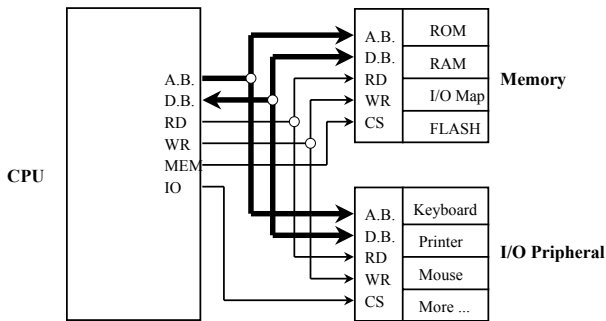 CPU
A.B.
D.B.
RD
WR
MEM
IO
A.B.
D.B.
RD
WR
CS
ROM
RAM
I/O Map
FLASH
Memory
A.B.
D.B.
RD
WR
CS
Keyboard
Printer
Mouse
More ...
I/O Pripheral